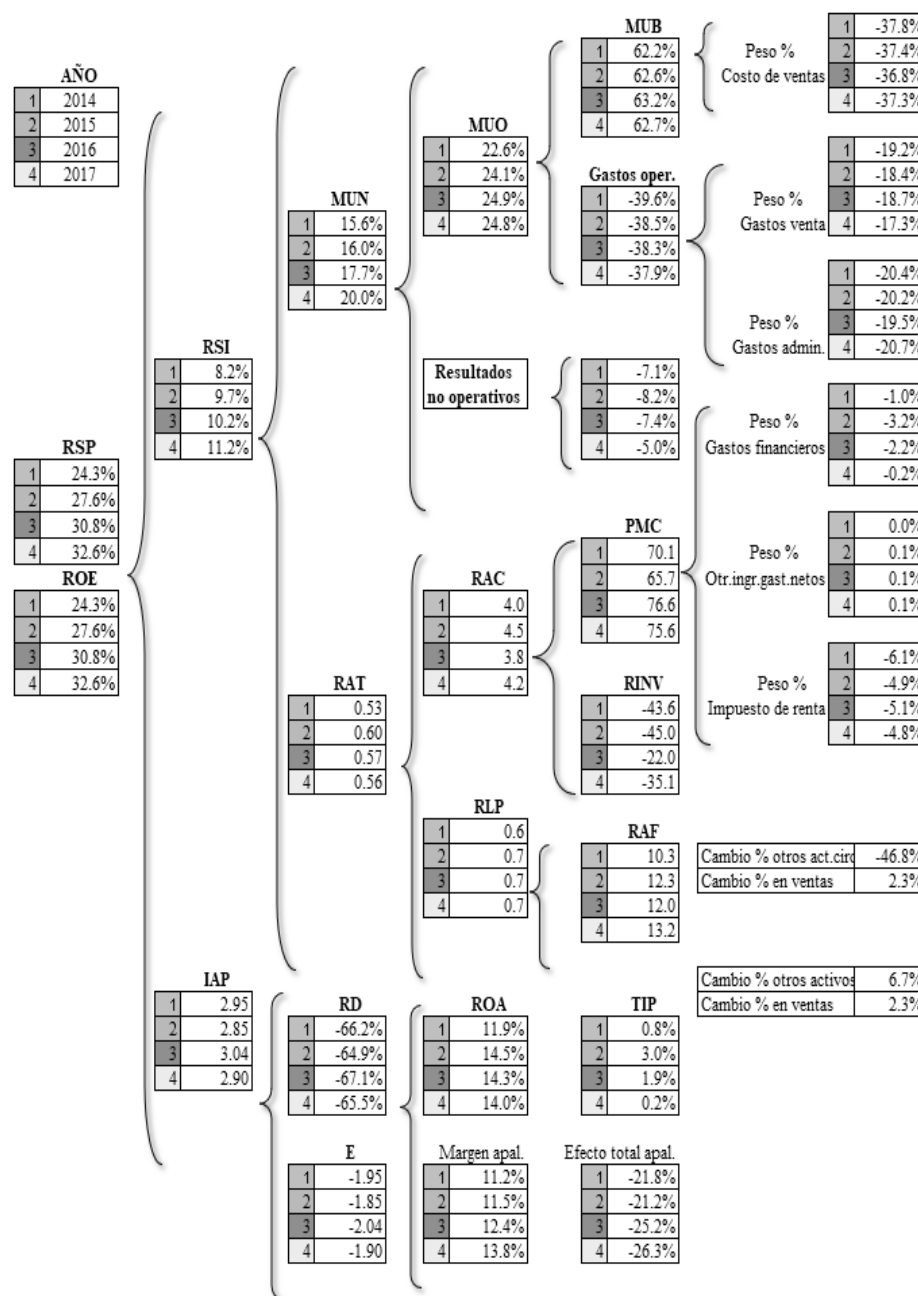 AÑO
1 2014
2 2015
3 2016
4 2017
RSP
1 24.3%
2 27.6%
3 30.8%
4 32.6%
ROE
1 24.3%
2 27.6%
3 30.8%
4 32.6%
RSI
1 8.2%
2 9.7%
3 10.2%
4 11.2%
IAP
1 2.95
2 2.85
3 3.04
4 2.90
MUN
1 15.6%
2 16.0%
3 17.7%
4 20.0%
RAT
1 0.53
2 0.60
3 0.57
4 0.56
RD
1 -66.2%
2 -64.9%
3 -67.1%
4 -65.5%
E
1 -1.95
2 -1.85
3 -2.04
4 -1.90
MUO
1 22.6%
2 24.1%
3 24.9%
4 24.8%
Resultados
no operativos
RAC
1 4.0
2 4.5
3 3.8
4 4.2
RLP
1 0.6
2 0.7
3 0.7
4 0.7
ROA
1 11.9%
2 14.5%
3 14.3%
4 14.0%
Margen apal.
1 11.2%
2 11.5%
3 12.4%
4 13.8%
MUB
1 62.2%
2 62.6%
3 63.2%
4 62.7%
Gastos oper.
1 -39.6%
2 -38.5%
3 -38.3%
4 -37.9%
1 -7.1%
2 -8.2%
3 -7.4%
4 -5.0%
PMC
1 70.1
2 65.7
3 76.6
4 75.6
RINV
1 -43.6
2 -45.0
3 -22.0
4 -35.1
RAF
1 10.3
2 12.3
3 12.0
4 13.2
TIP
1 0.8%
2 3.0%
3 1.9%
4 0.2%
Efecto total apal.
1 -21.8%
2 -21.2%
3 -25.2%
4 -26.3%
Peso %
Costo de ventas
1 -37.8%
2 -37.4%
3 -36.8%
4 -37.3%
Peso %
Gastos venta
1 -19.2%
2 -18.4%
3 -18.7%
4 -17.3%
Peso %
Gastos admin.
1 -20.4%
2 -20.2%
3 -19.5%
4 -20.7%
Peso %
Gastos financieros
1 -1.0%
2 -3.2%
3 -2.2%
4 -0.2%
Peso %
Otr.ingr.gast.netos
1 0.0%
2 0.1%
3 0.1%
4 0.1%
Peso %
Impuesto de renta
1 -6.1%
2 -4.9%
3 -5.1%
4 -4.8%
Cambio % otros act.circ -46.8%
Cambio % en ventas 2.3%
Cambio % otros activos 6.7%
Cambio % en ventas 2.3%